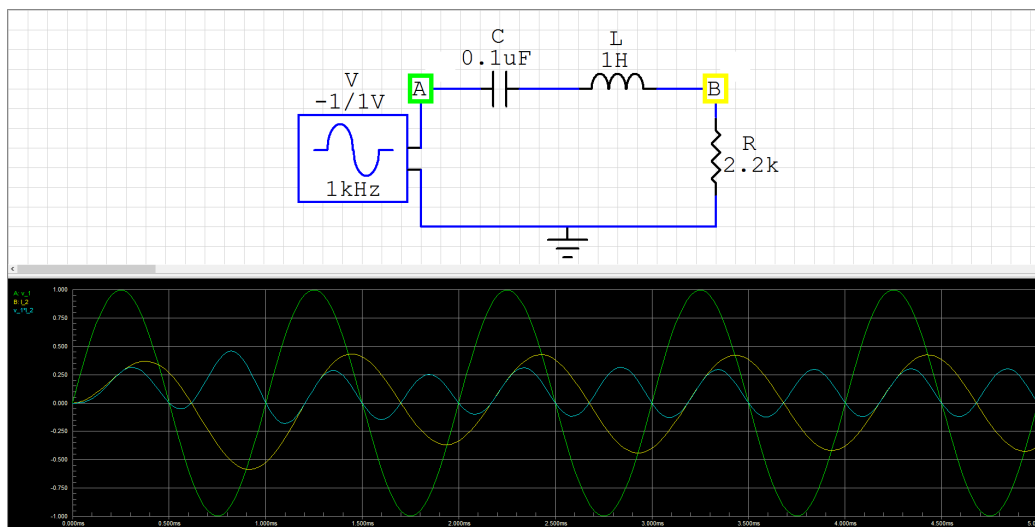 C
0.1uF
L
1H
V
-1/1V
A
B
1kHz
R
2.2k
A: v_1
B: I_2
v_1*I_2
1.000
0.750
0.500
0.250
0.000
-0.250
-0.500
-0.750
-1.000
0.000ms
0.500ms
1.000ms
1.500ms
2.000ms
2.500ms
3.000ms
3.500ms
4.000ms
4.500ms